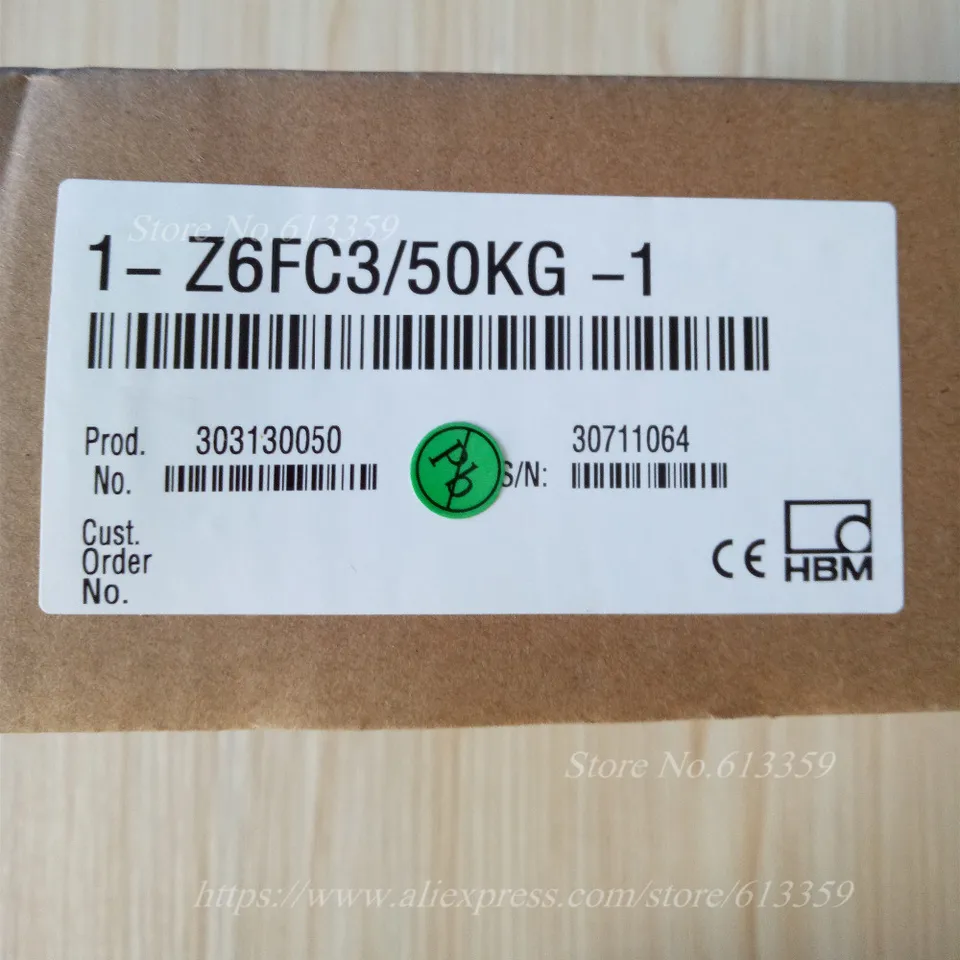 Store No.613359
1- Z6FC3/50KG -1
Prod. No. 303130050
Pb
S/N: 30711064
Cust. Order No.
CE
HBM
Store No.613359
https://www.aliexpress.com/store/613359